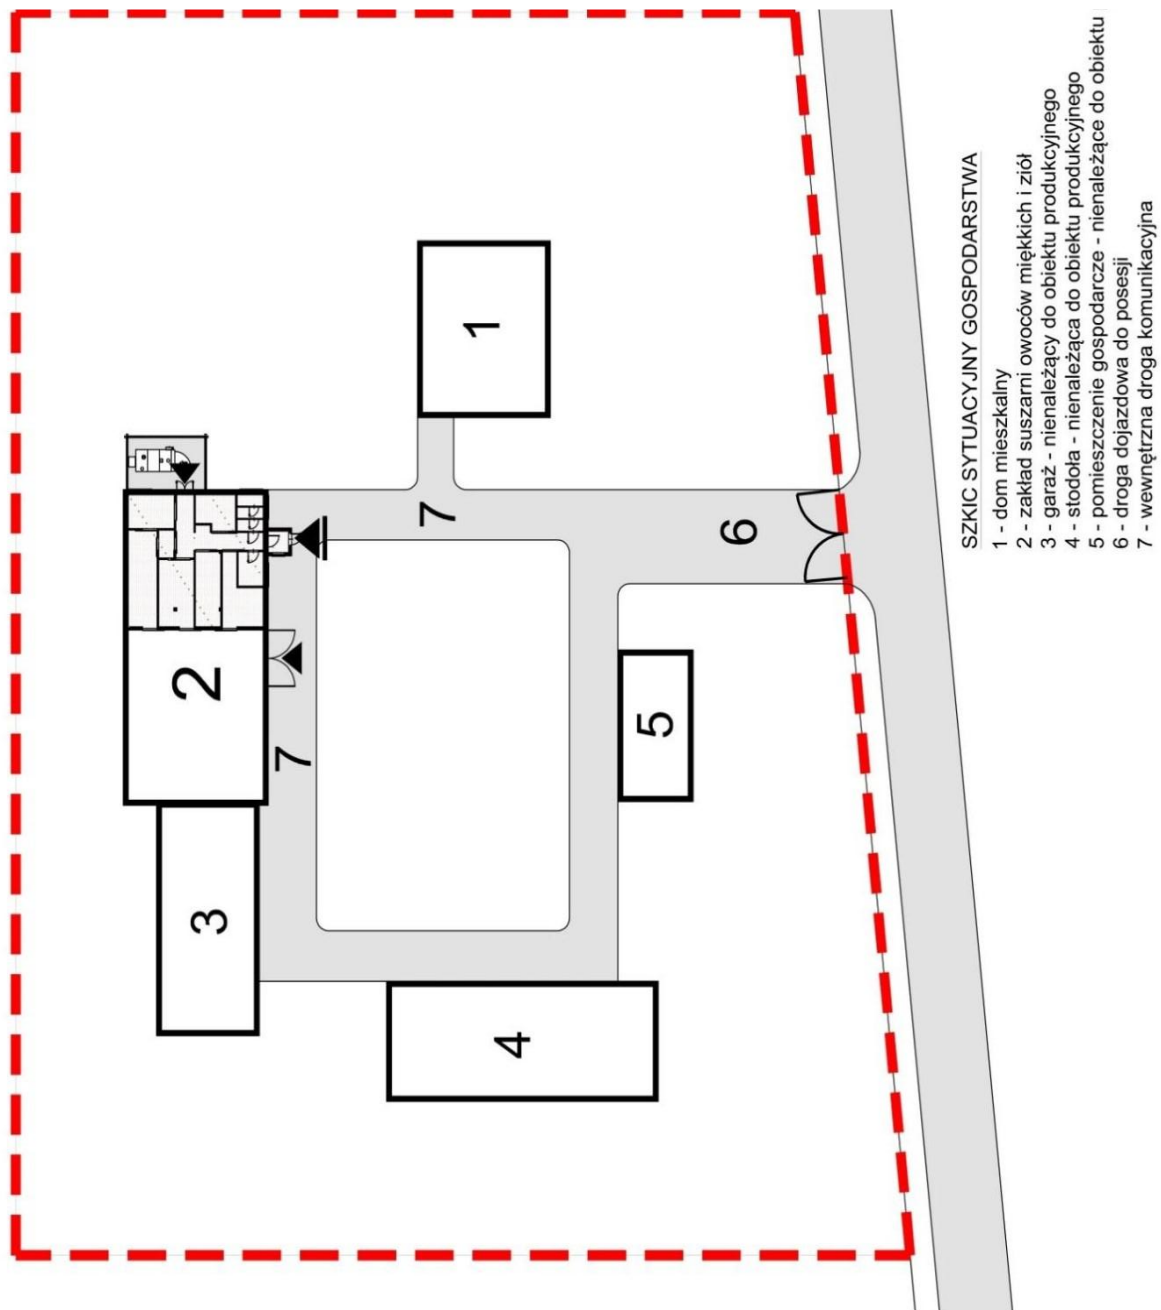 SZKIC SYTUACYJNY GOSPODARSTWA
1 - dom mieszkalny
2 - zakład suszarni owoców miękkich i ziół
3 - garaż - nienależący do obiektu produkcyjnego
4 - stodoła - nienależąca do obiektu produkcyjnego
5 - pomieszczenie gospodarcze - nienależące do obiektu
6 - droga dojazdowa do posesji
7 - wewnętrzna droga komunikacyjna
1
2
3
4
5
6
7
7